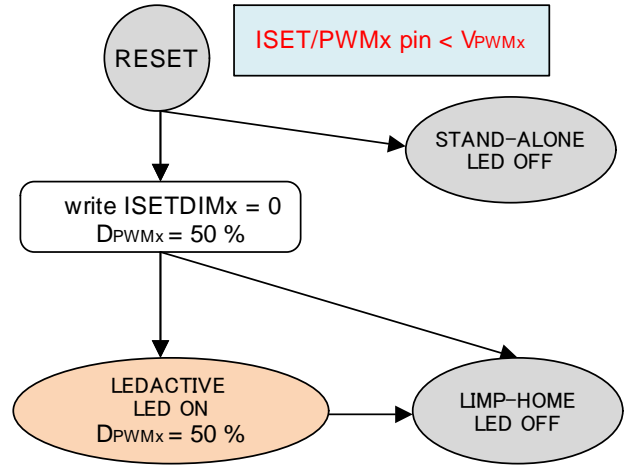 RESET
ISET/PWMx pin < VPWMx
STAND-ALONE
LED OFF
write ISETDIMx = 0
DPWMx = 50 %
LEDACTIVE
LED ON
DPWMx = 50 %
LIMP-HOME
LED OFF